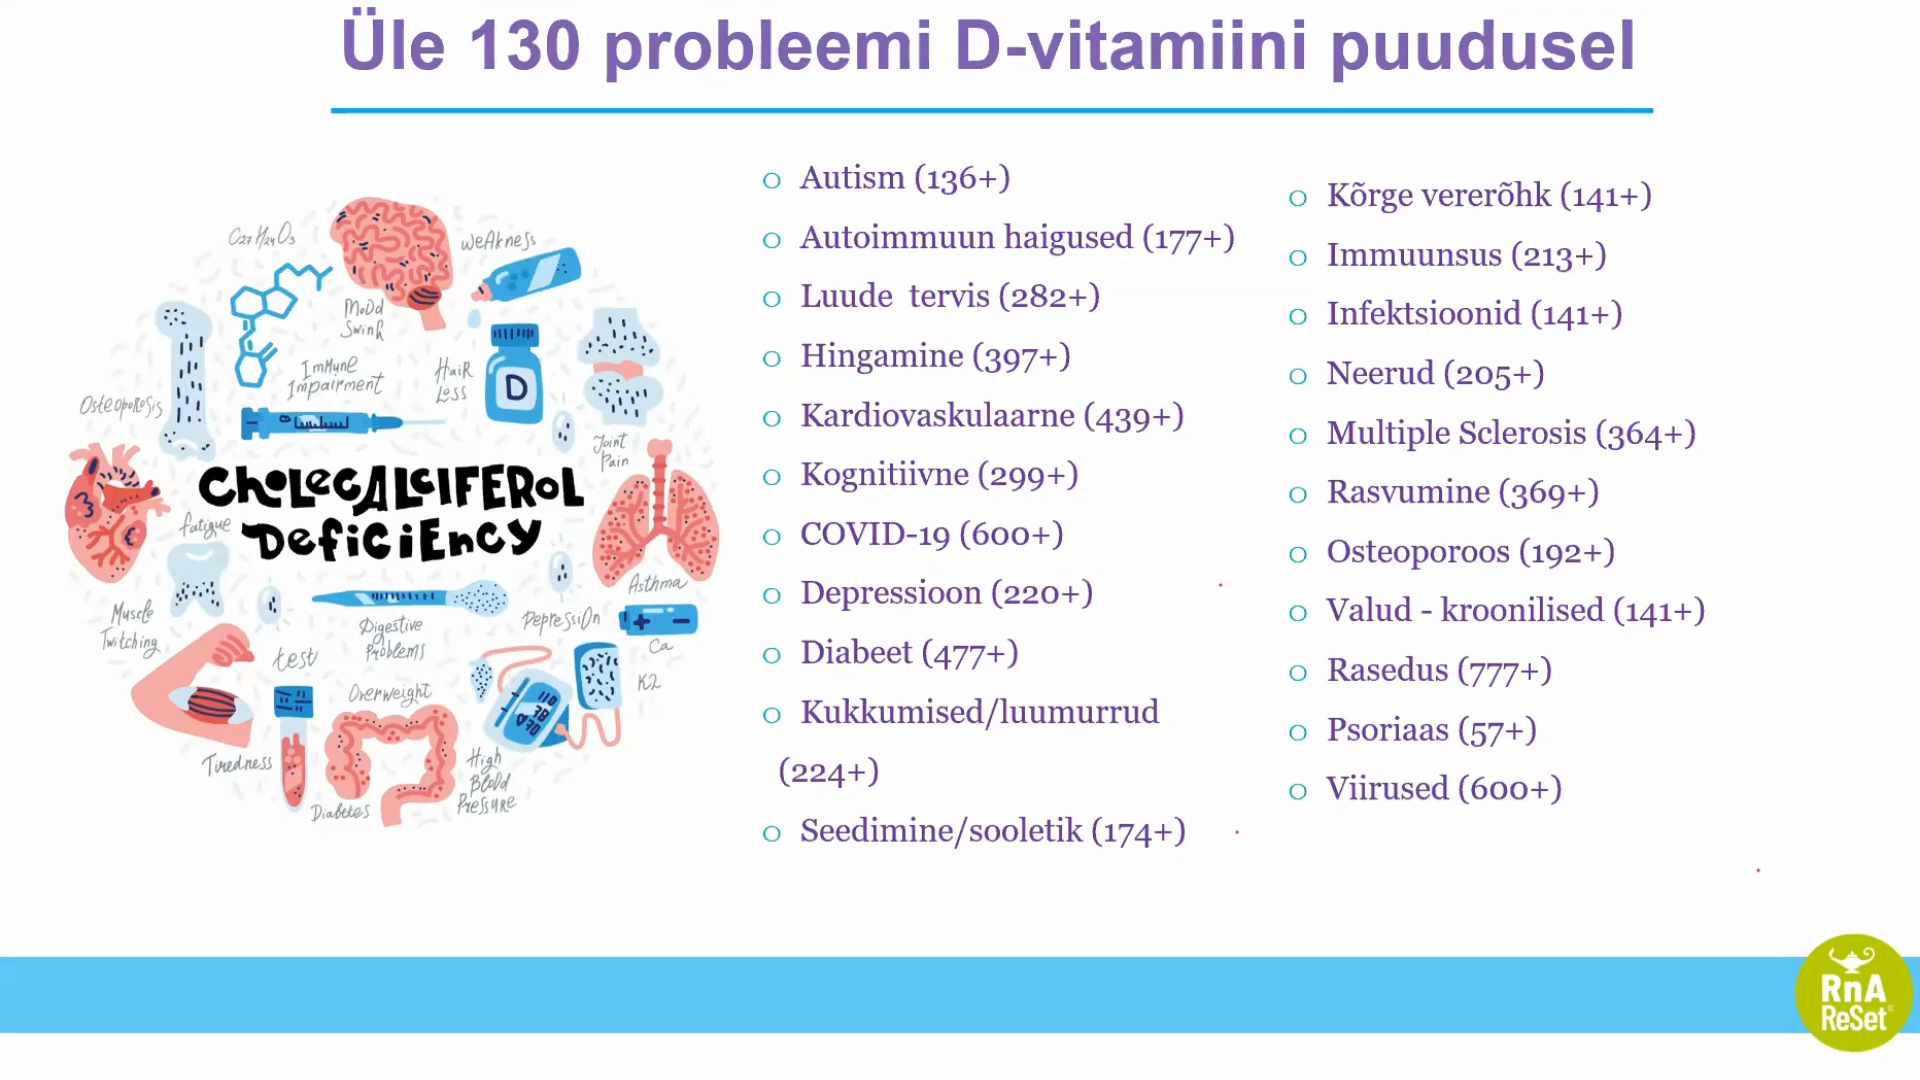 Üle 130 probleemi D-vitamiini puudusel
C27 H24 O3
Weakness
Mood
Swing
Immune
Impairment
Hair
Loss
D
Osteoporosis
Joint
Pain
CHOLECALCIFEROL
DEFICIENCY
fatigue
Asthma
Muscle
Twitching
Digestive
Problems
Depression
Ca
test
K2
Overweight
Tiredness
High
Blood
Pressure
Diabetes
Autism (136+)
Autoimmuun haigused (177+)
Luude tervis (282+)
Hingamine (397+)
Kardiovaskulaarne (439+)
Kognitiivne (299+)
COVID-19 (600+)
Depressioon (220+)
Diabeet (477+)
Kukkumised/luumurrud
(224+)
Seedimine/sooletik (174+)
Kõrge vererõhk (141+)
Immuunsus (213+)
Infektsioonid (141+)
Neerud (205+)
Multiple Sclerosis (364+)
Rasvumine (369+)
Osteoporoos (192+)
Valud - kroonilised (141+)
Rasedus (777+)
Psoriaas (57+)
Viirused (600+)
RnA
ReSet